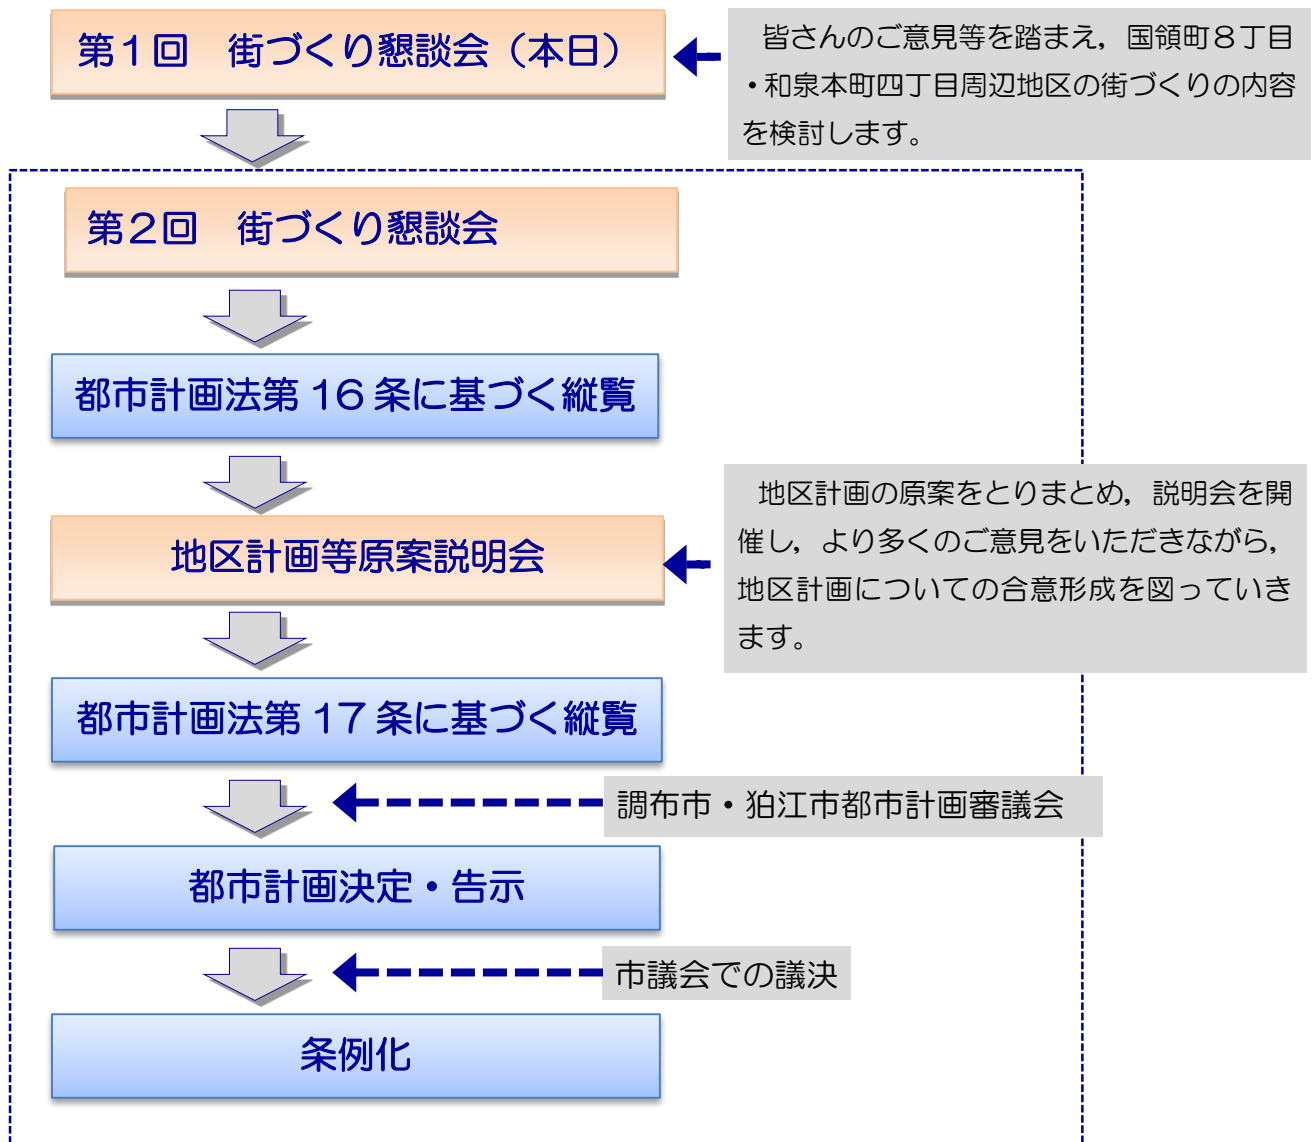 第１回　街づくり懇談会（本日）
皆さんのご意見等を踏まえ，国領町８丁目
・和泉本町四丁目周辺地区の街づくりの内容
を検討します。
第２回　街づくり懇談会
都市計画法第 16 条に基づく縦覧
地区計画等原案説明会
地区計画の原案をとりまとめ，説明会を開
催し，より多くのご意見をいただきながら，
地区計画についての合意形成を図っていき
ます。
都市計画法第 17 条に基づく縦覧
調布市・狛江市都市計画審議会
都市計画決定・告示
市議会での議決
条例化